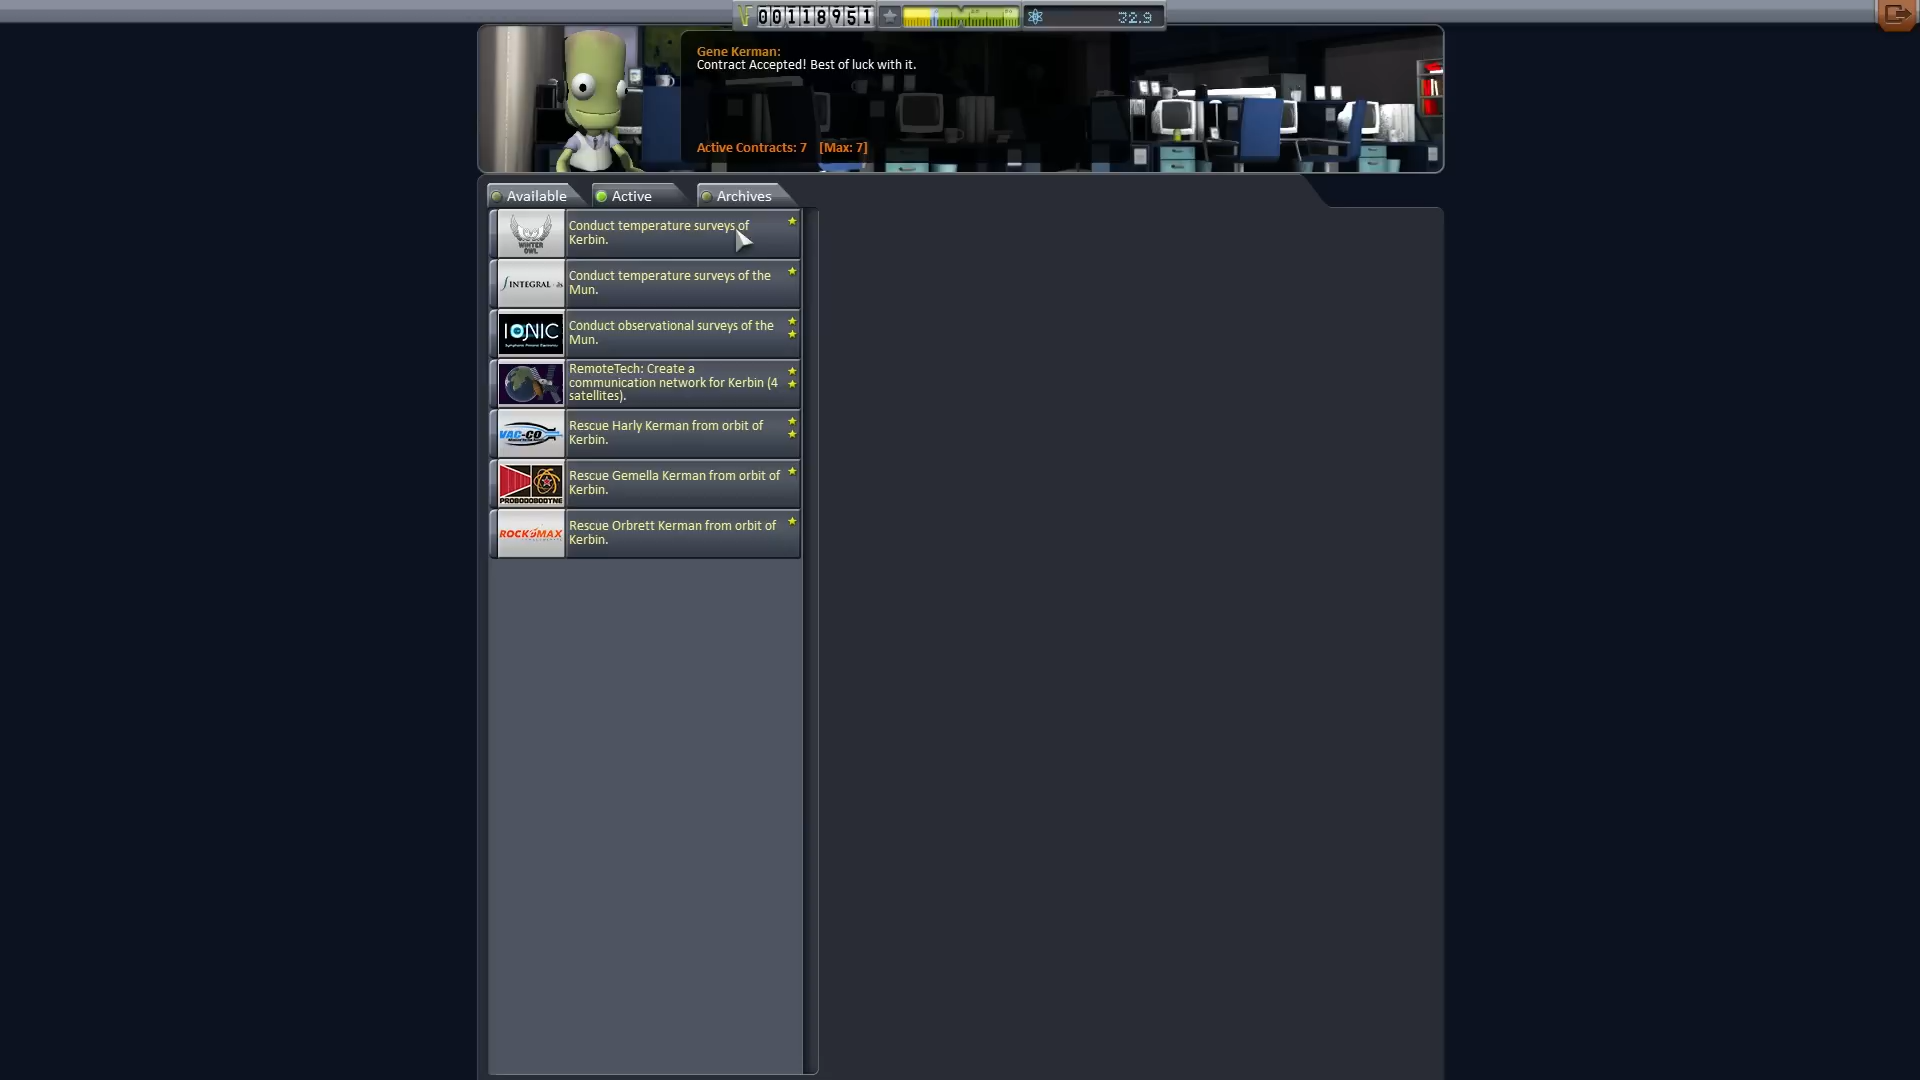 00118951
32.9
Gene Kerman:
Contract Accepted! Best of luck with it.
Active Contracts: 7 [Max: 7]
Available
Active
Archives
WINTER OWL
Conduct temperature surveys of
Kerbin.
INTEGRAL
Conduct temperature surveys of the
Mun.
IONIC
Conduct observational surveys of the
Mun.
RemoteTech: Create a
communication network for Kerbin (4
satellites).
VAC-CO
Rescue Harly Kerman from orbit of
Kerbin.
PROBODOBODYNE
Rescue Gemella Kerman from orbit of
Kerbin.
ROCKOMAX
Rescue Orbrett Kerman from orbit of
Kerbin.